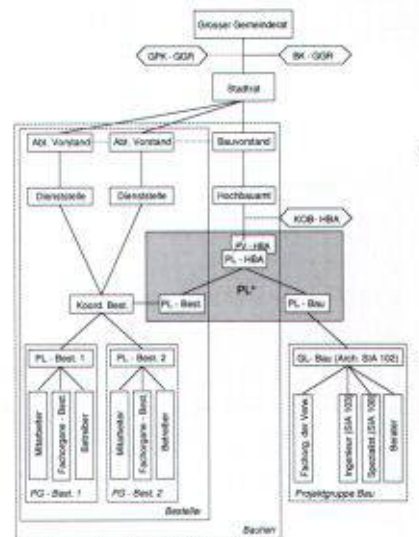 Grosser Gemeinderat
GPK - GGR
BK - GGR
Stadtrat
Abt. Vorstand
Abt. Vorstand
Bauvorstand
Dienststelle
Dienststelle
Hochbauamt
KOB - HBA
PV - HBA
PL - HBA
PL*
Koord. Best.
PL - Best.
PL - Bau
PL - Best. 1
PL - Best. 2
GL- Bau (Arch. SIA 102)
Mitarbeiter
Fachorgane - Best.
Betreiber
Mitarbeiter
Fachorgane - Best.
Betreiber
Fachorg. der Verw.
Ingenieur (SIA 103)
Spezialist (SIA 108)
Berater
PG - Best. 1
PG - Best. 2
Projektgruppe Bau
Besteller
Bauherr